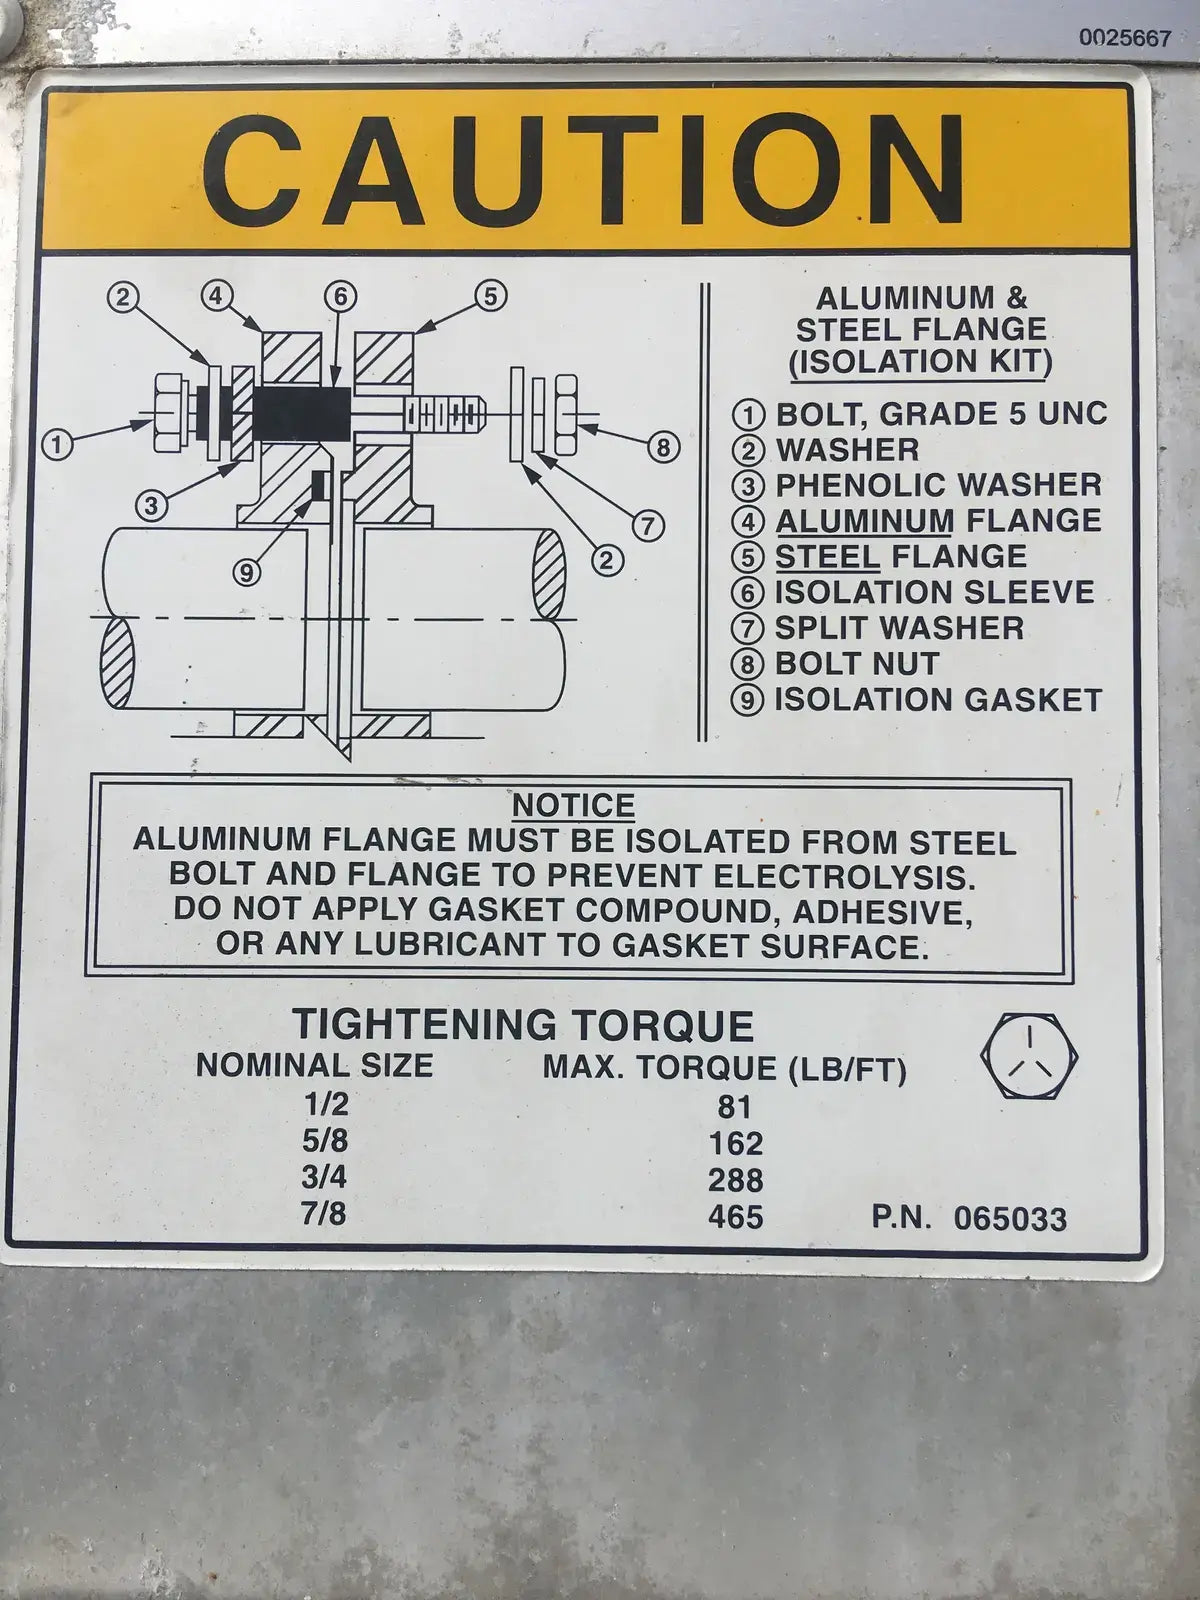 0025667
CAUTION
② ④ ⑥ ⑤
① ⑧
③ ⑦
⑨ ②
ALUMINUM &
STEEL FLANGE
(ISOLATION KIT)
① BOLT, GRADE 5 UNC
② WASHER
③ PHENOLIC WASHER
④ ALUMINUM FLANGE
⑤ STEEL FLANGE
⑥ ISOLATION SLEEVE
⑦ SPLIT WASHER
⑧ BOLT NUT
⑨ ISOLATION GASKET
NOTICE
ALUMINUM FLANGE MUST BE ISOLATED FROM STEEL
BOLT AND FLANGE TO PREVENT ELECTROLYSIS.
DO NOT APPLY GASKET COMPOUND, ADHESIVE,
OR ANY LUBRICANT TO GASKET SURFACE.
TIGHTENING TORQUE
NOMINAL SIZE MAX. TORQUE (LB/FT)
1/2 81
5/8 162
3/4 288
7/8 465
P.N. 065033